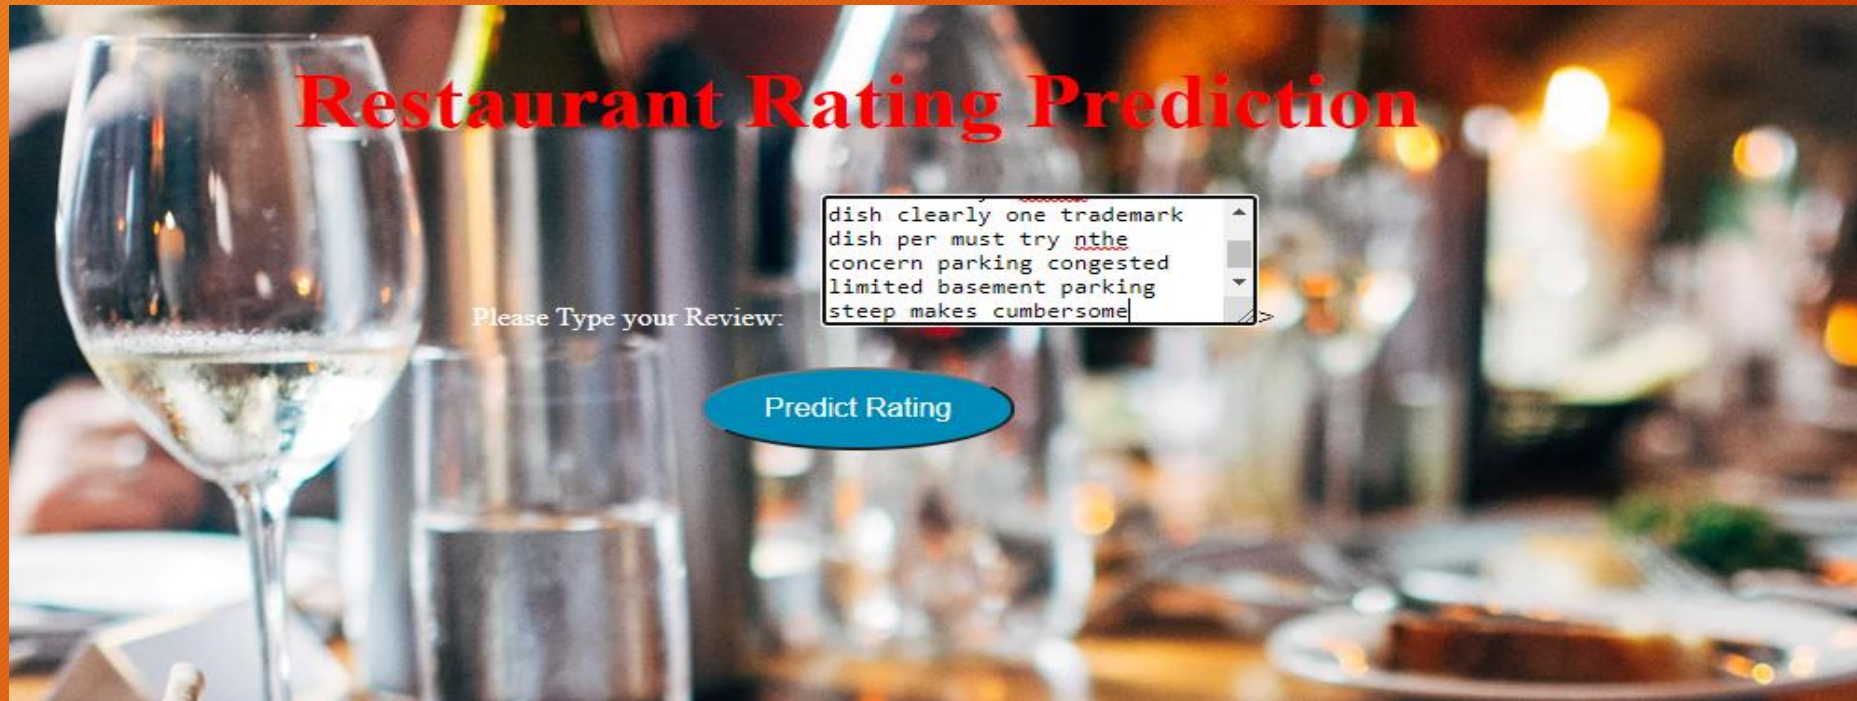 Restaurant Rating Prediction
dish clearly one trademark
dish per must try nthe
concern parking congested
limited basement parking
Please Type your Review: steep makes cumbersome >
Predict Rating